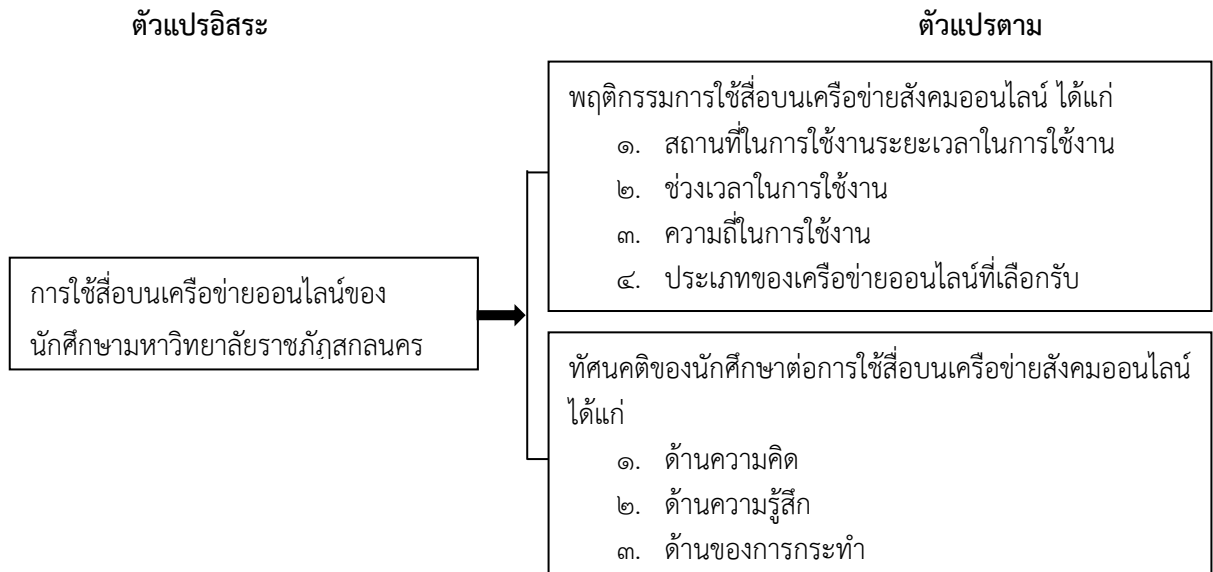 ตัวแปรอิสระ
ตัวแปรตาม
การใช้สื่อบนเครือข่ายออนไลน์ของ
นักศึกษามหาวิทยาลัยราชภัฏสกลนคร
พฤติกรรมการใช้สื่อบนเครือข่ายสังคมออนไลน์ ได้แก่
๑. สถานที่ในการใช้งานระยะเวลาในการใช้งาน
๒. ช่วงเวลาในการใช้งาน
๓. ความถี่ในการใช้งาน
๔. ประเภทของเครือข่ายออนไลน์ที่เลือกรับ
ทัศนคติของนักศึกษาต่อการใช้สื่อบนเครือข่ายสังคมออนไลน์
ได้แก่
๑. ด้านความคิด
๒. ด้านความรู้สึก
๓. ด้านของการกระทำ